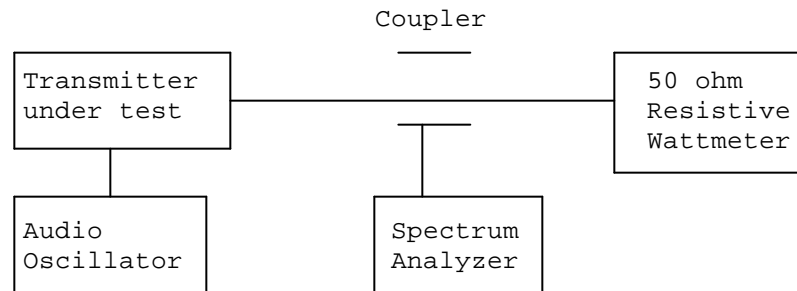 Coupler
Transmitter
under test
50 ohm
Resistive
Wattmeter
Audio
Oscillator
Spectrum
Analyzer